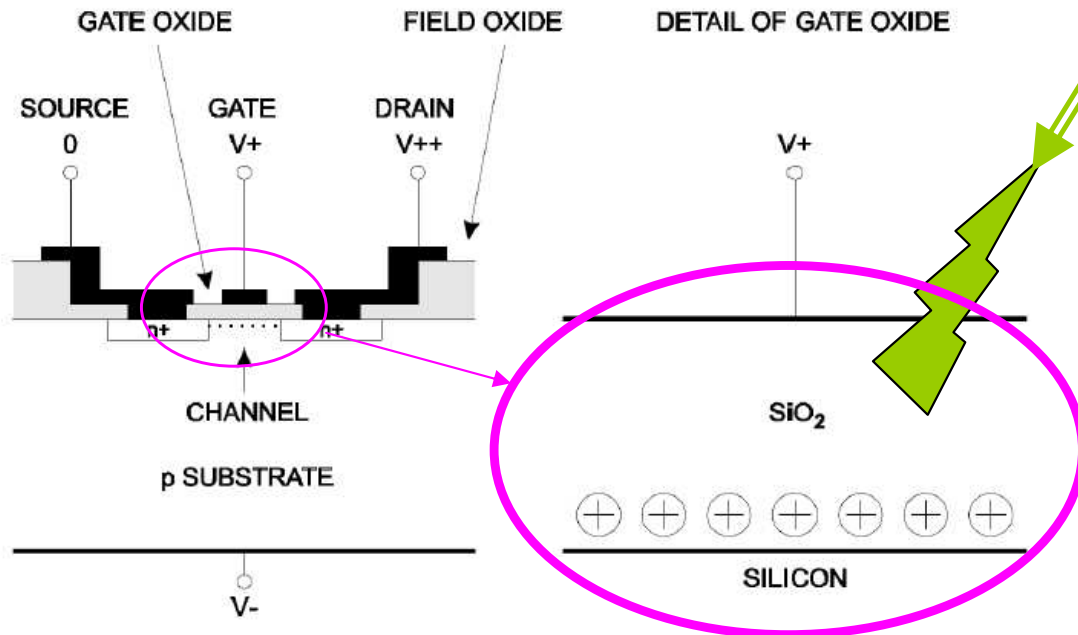 GATE OXIDE
FIELD OXIDE
DETAIL OF GATE OXIDE
SOURCE
0
GATE
V+
DRAIN
V++
V+
n+
n+
CHANNEL
p SUBSTRATE
V-
SiO₂
+ + + + + + +
SILICON